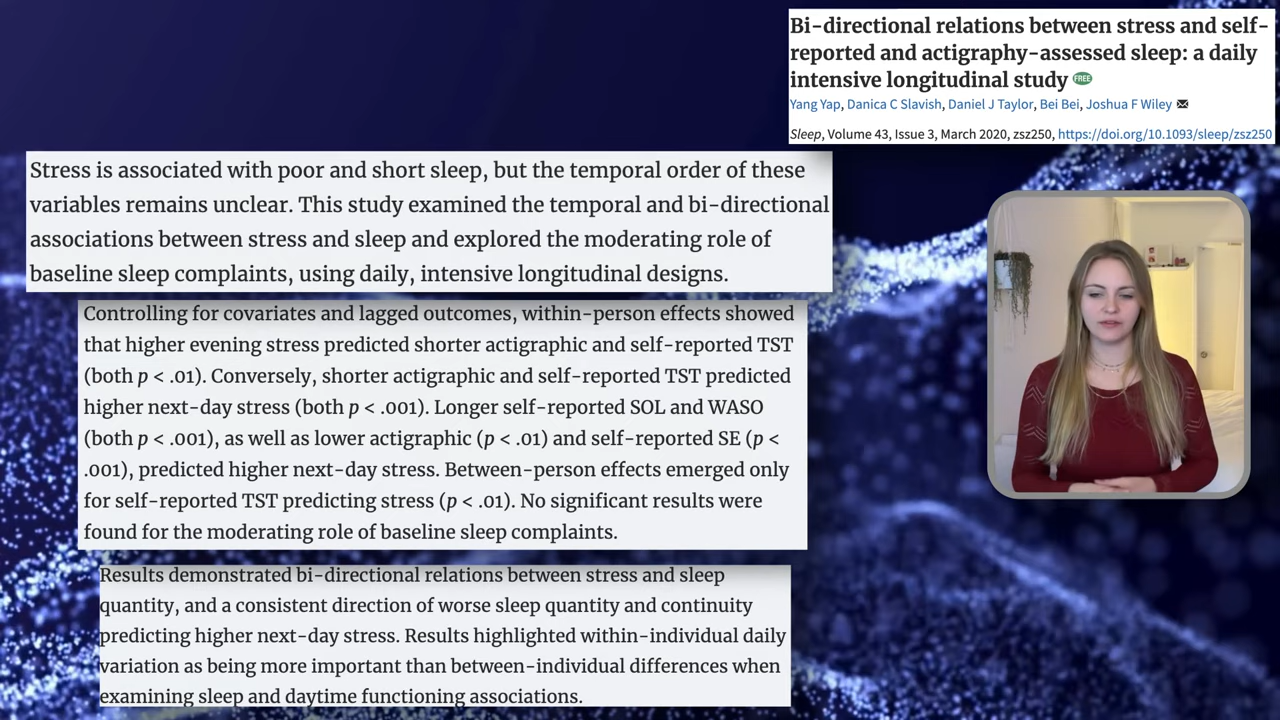 Bi-directional relations between stress and self-
reported and actigraphy-assessed sleep: a daily
intensive longitudinal study FREE
Yang Yap, Danica C Slavish, Daniel J Taylor, Bei Bei, Joshua F Wiley
Sleep, Volume 43, Issue 3, March 2020, zsz250, https://doi.org/10.1093/sleep/zsz250
Stress is associated with poor and short sleep, but the temporal order of these
variables remains unclear. This study examined the temporal and bi-directional
associations between stress and sleep and explored the moderating role of
baseline sleep complaints, using daily, intensive longitudinal designs.
Controlling for covariates and lagged outcomes, within-person effects showed
that higher evening stress predicted shorter actigraphic and self-reported TST
(both p < .01). Conversely, shorter actigraphic and self-reported TST predicted
higher next-day stress (both p < .001). Longer self-reported SOL and WASO
(both p < .001), as well as lower actigraphic (p < .01) and self-reported SE (p <
.001), predicted higher next-day stress. Between-person effects emerged only
for self-reported TST predicting stress (p < .01). No significant results were
found for the moderating role of baseline sleep complaints.
Results demonstrated bi-directional relations between stress and sleep
quantity, and a consistent direction of worse sleep quantity and continuity
predicting higher next-day stress. Results highlighted within-individual daily
variation as being more important than between-individual differences when
examining sleep and daytime functioning associations.